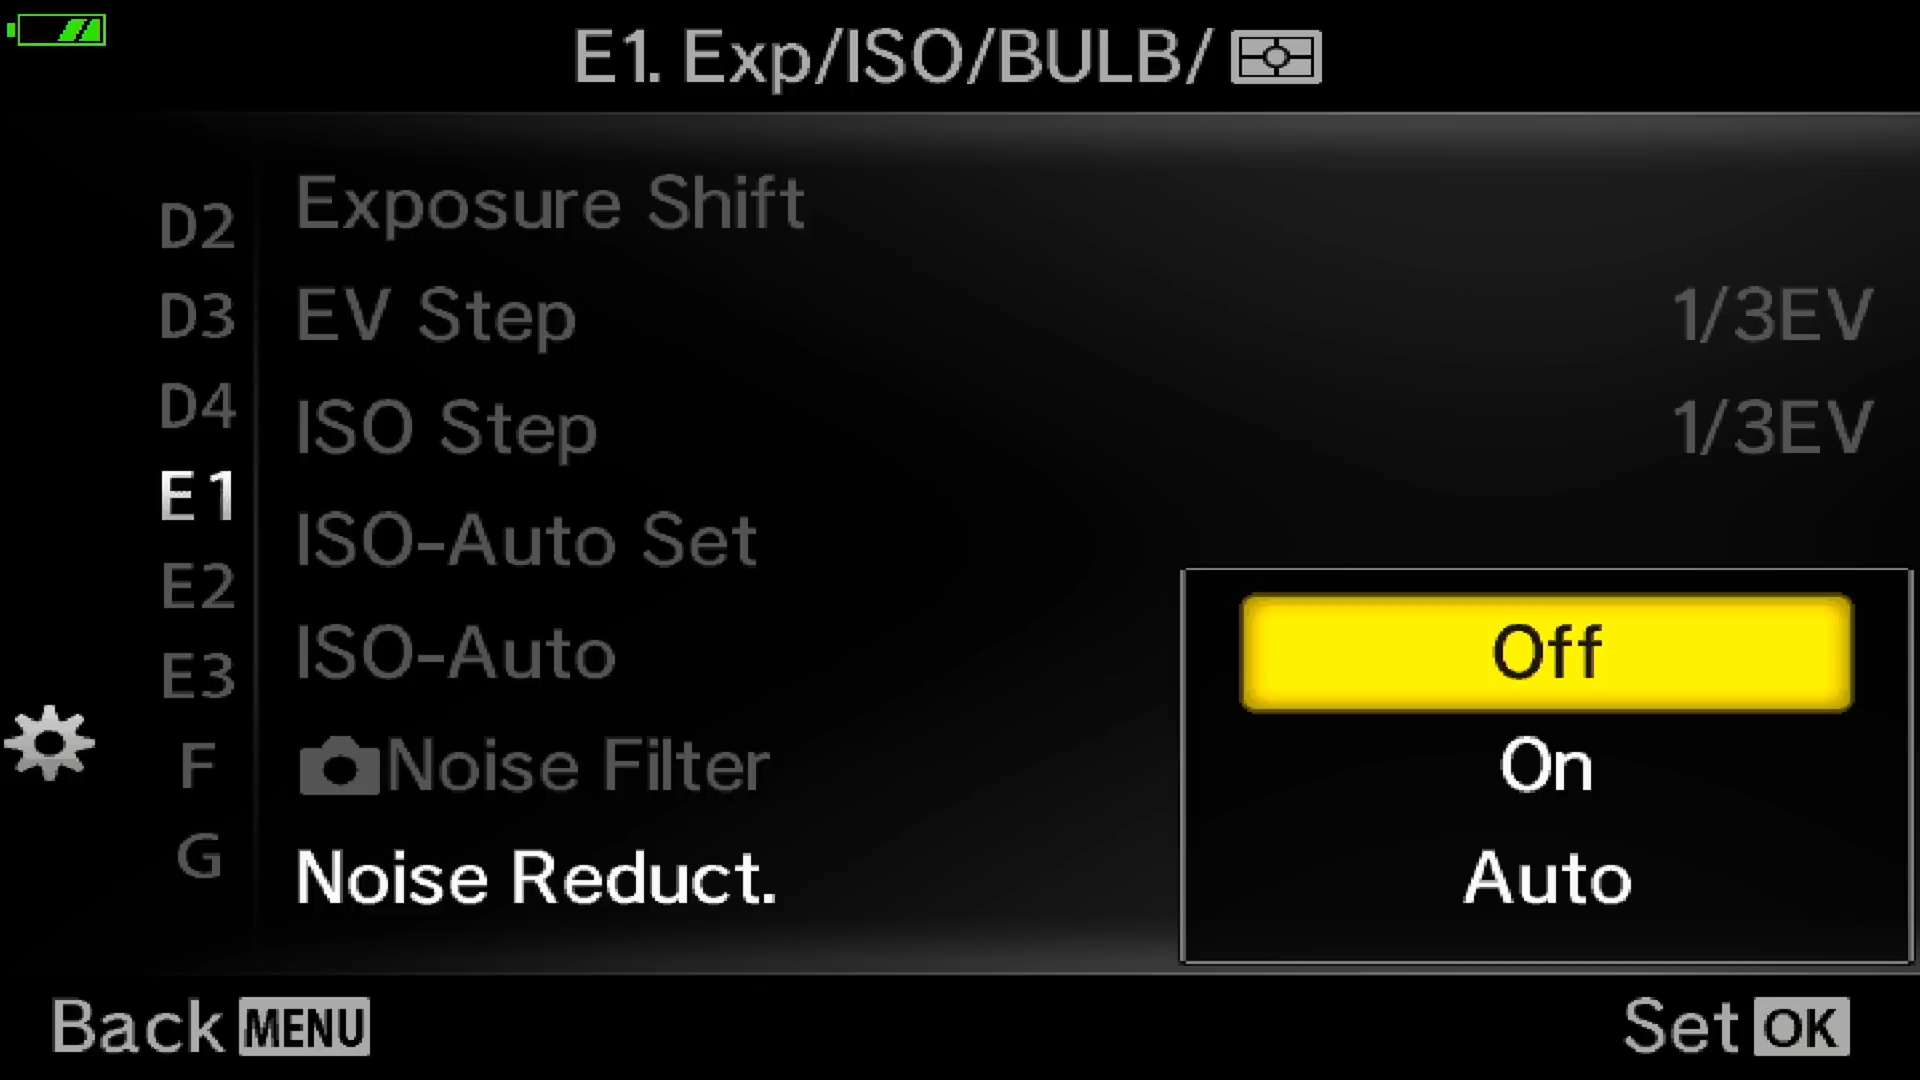 E1. Exp/ISO/BULB/
D2
D3
D4
E1
E2
E3
F
G
Exposure Shift
EV Step 1/3EV
ISO Step 1/3EV
ISO-Auto Set
ISO-Auto
Noise Filter
Noise Reduct.
Off
On
Auto
Back MENU
Set OK